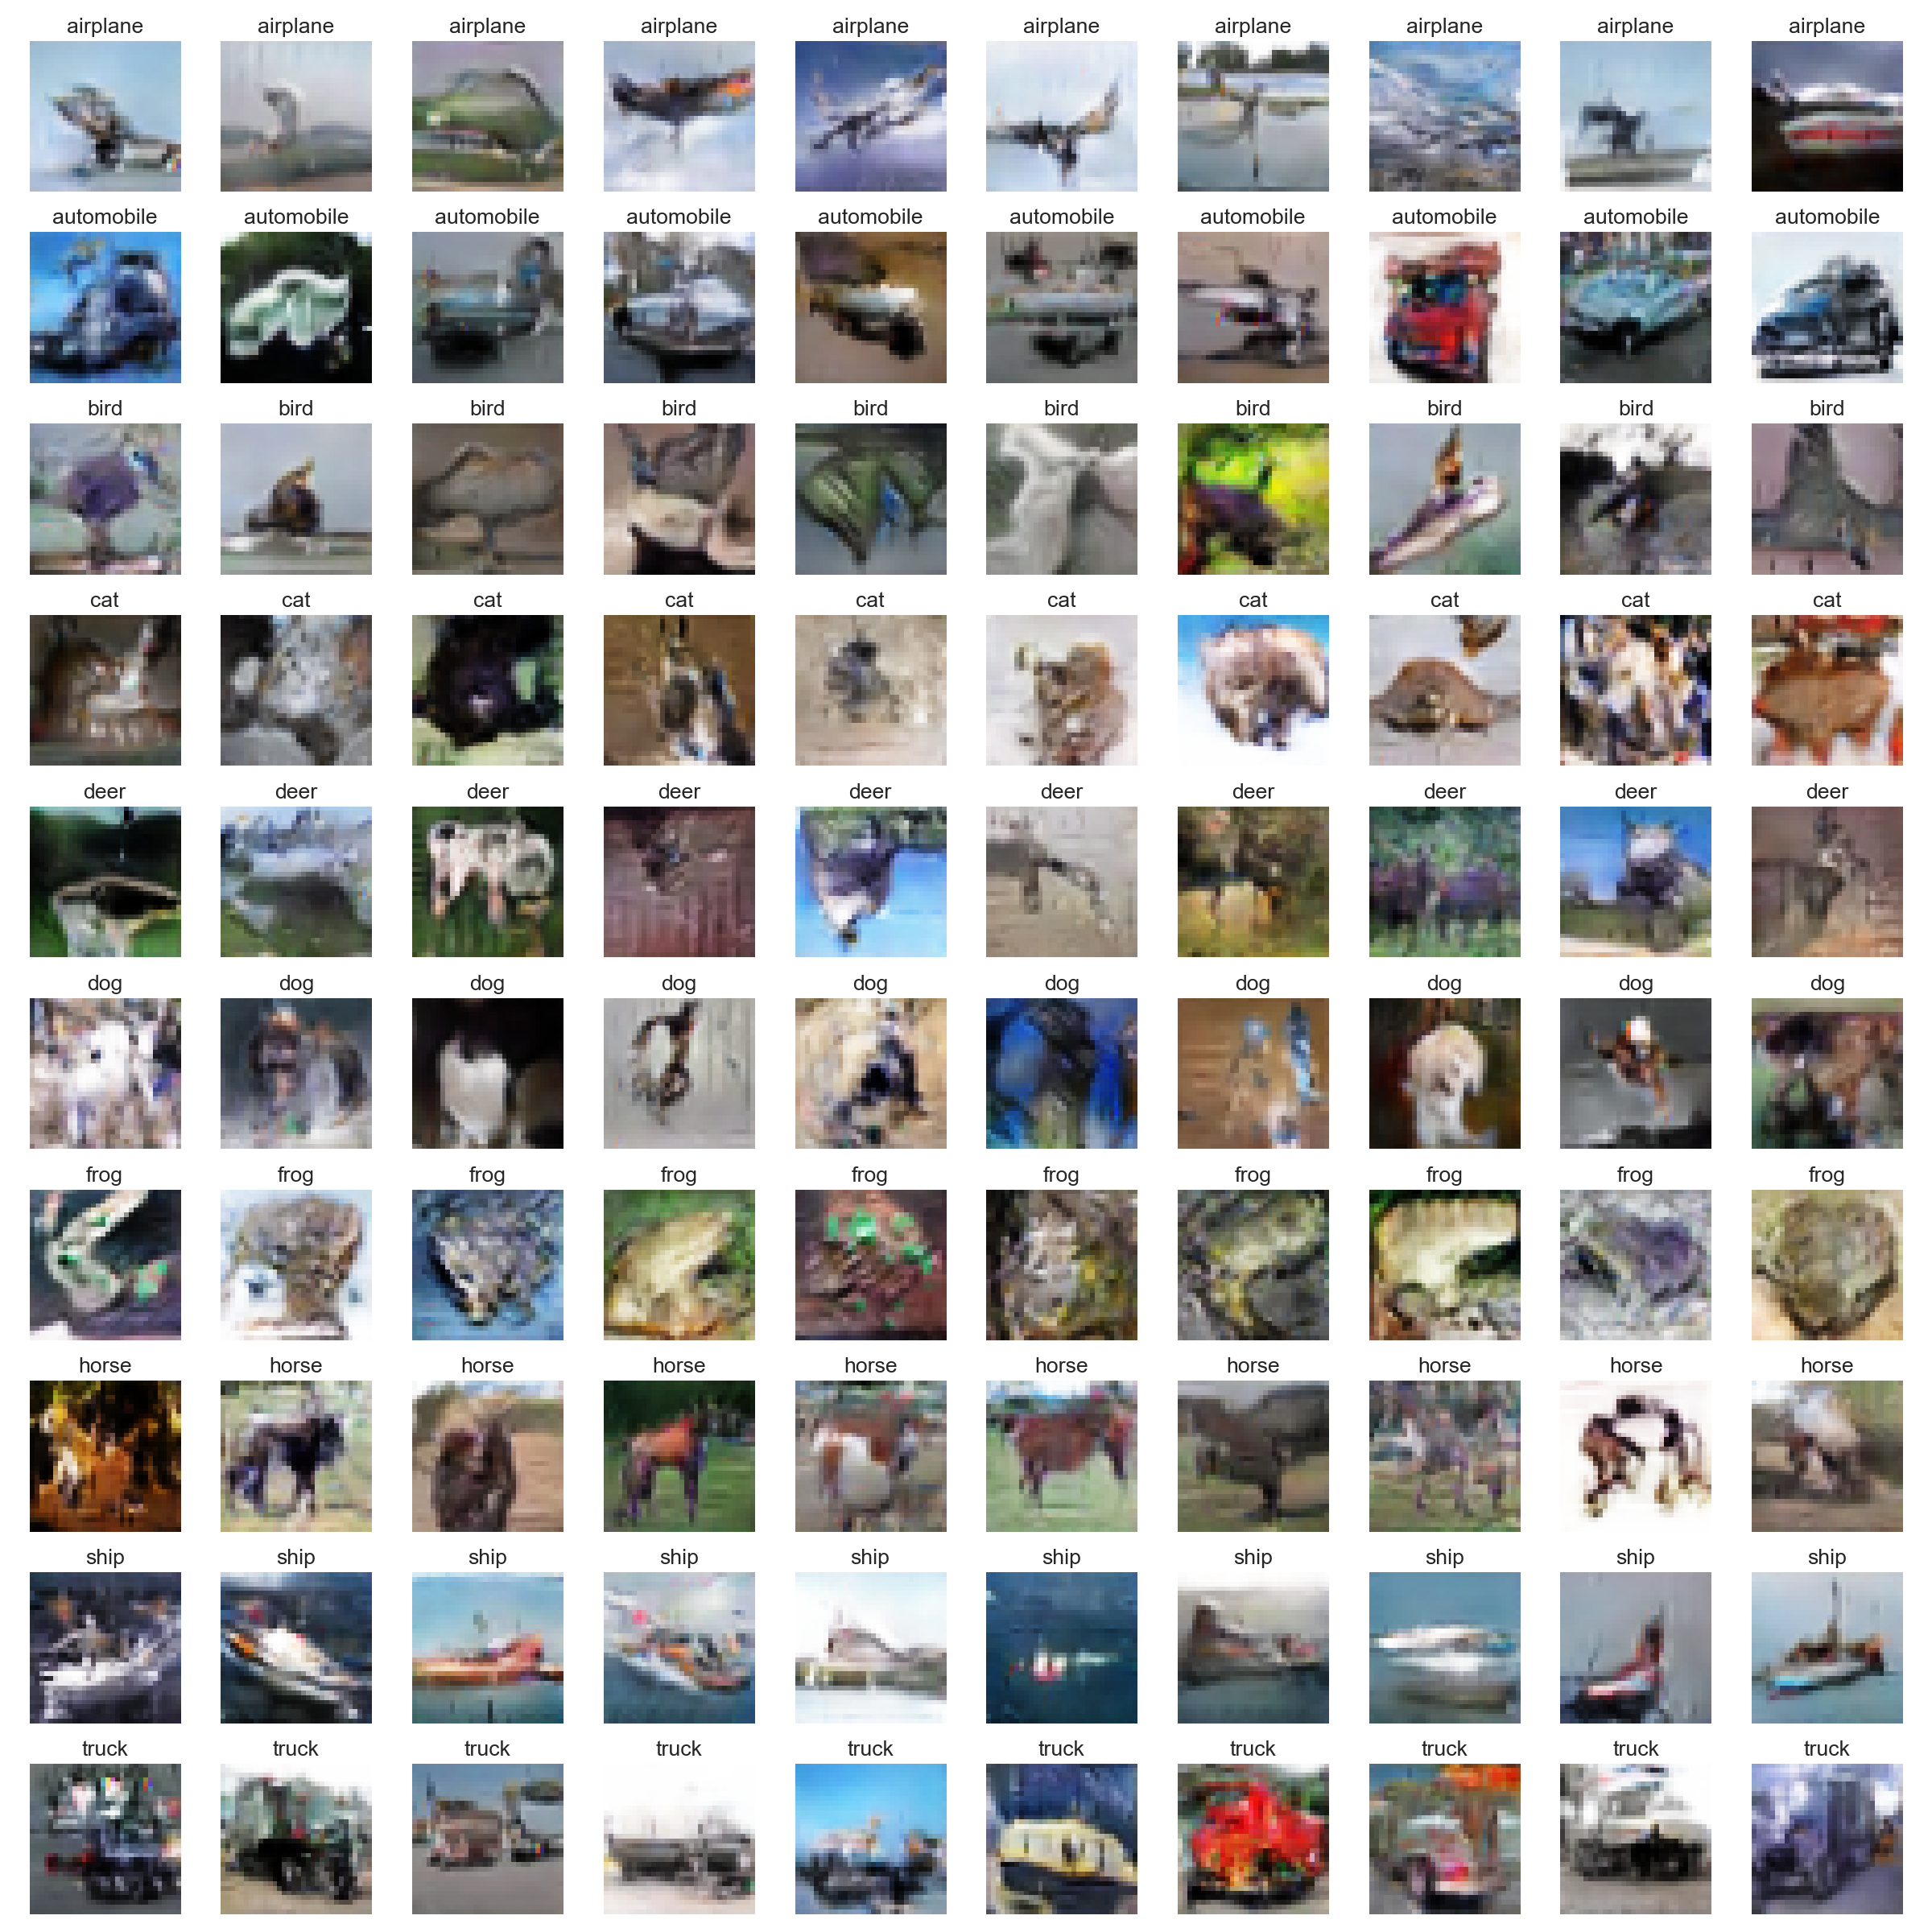 airplane airplane airplane airplane airplane airplane airplane airplane airplane airplane
automobile automobile automobile automobile automobile automobile automobile automobile automobile automobile
bird bird bird bird bird bird bird bird bird bird
cat cat cat cat cat cat cat cat cat cat
deer deer deer deer deer deer deer deer deer deer
dog dog dog dog dog dog dog dog dog dog
frog frog frog frog frog frog frog frog frog frog
horse horse horse horse horse horse horse horse horse horse
ship ship ship ship ship ship ship ship ship ship
truck truck truck truck truck truck truck truck truck truck